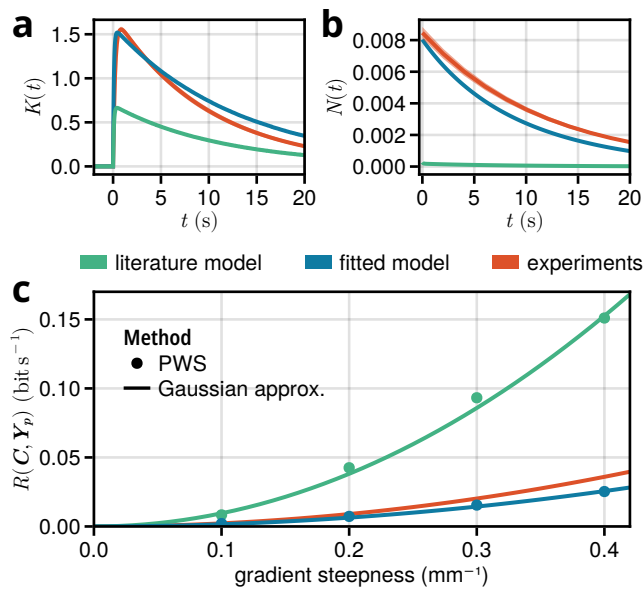 a
K(t)
1.5
1.0
0.5
0.0
0 5 10 15 20
t (s)
b
N(t)
0.008
0.006
0.004
0.002
0.000
0 5 10 15 20
t (s)
literature model fitted model experiments
c
R(C, Yp) (bit s⁻¹)
0.15
0.10
0.05
0.00
Method
PWS
Gaussian approx.
0.0 0.1 0.2 0.3 0.4
gradient steepness (mm⁻¹)